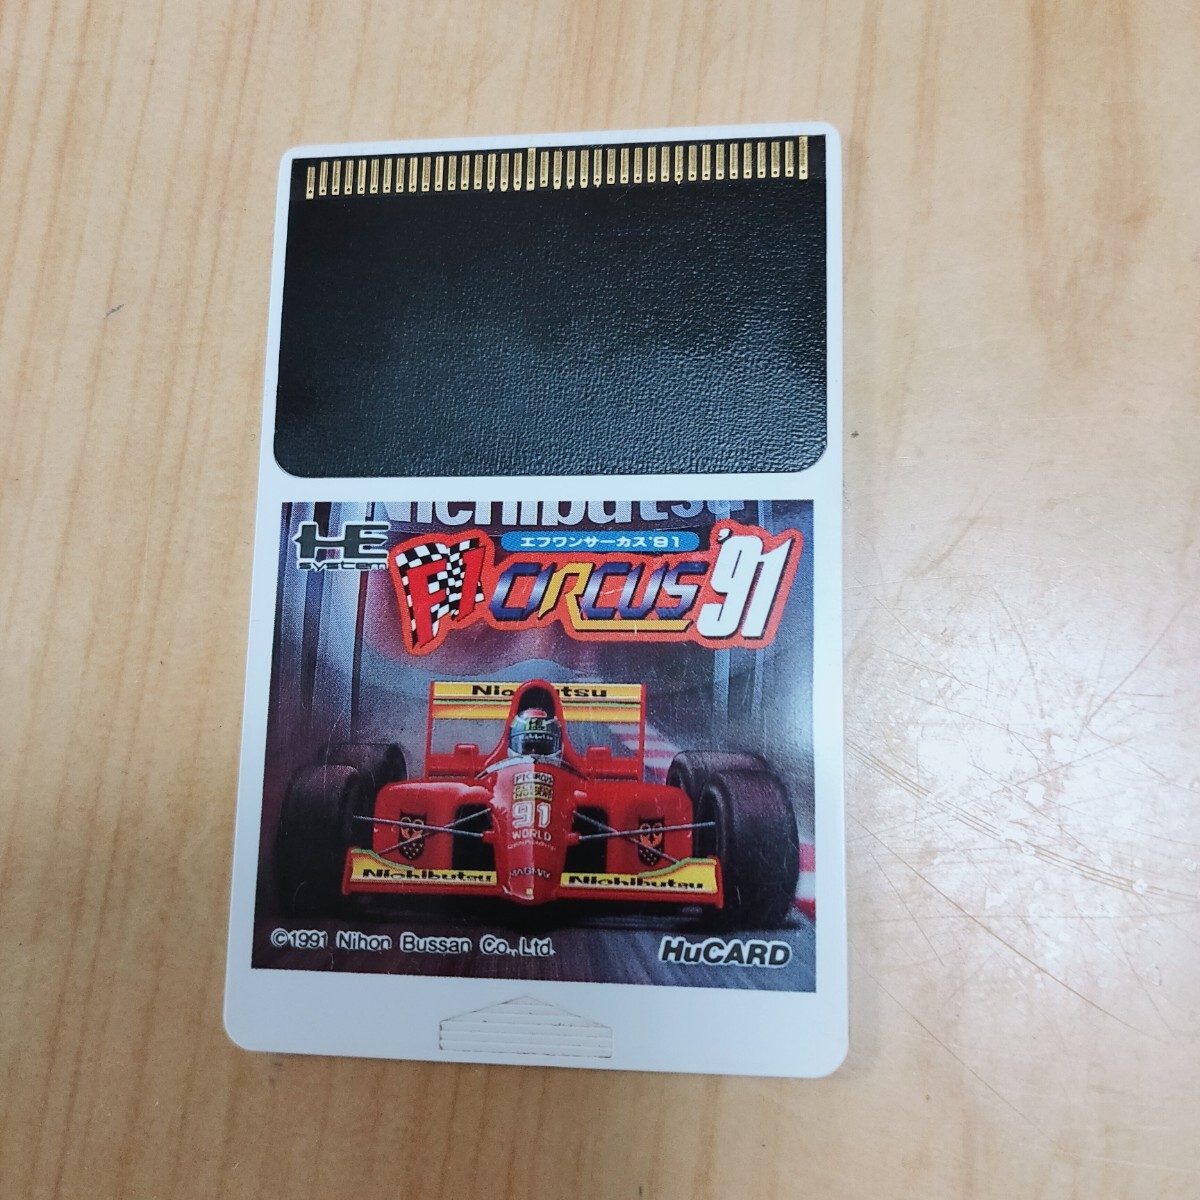 Nichibutsu
HE
SYSTEM
エフワンサーカス'91
F1 CIRCUS '91
Nichibutsu
91
WORLD
Nichibutsu
Nichibutsu
©1991 Nihon Bussan Co., Ltd.
HuCARD